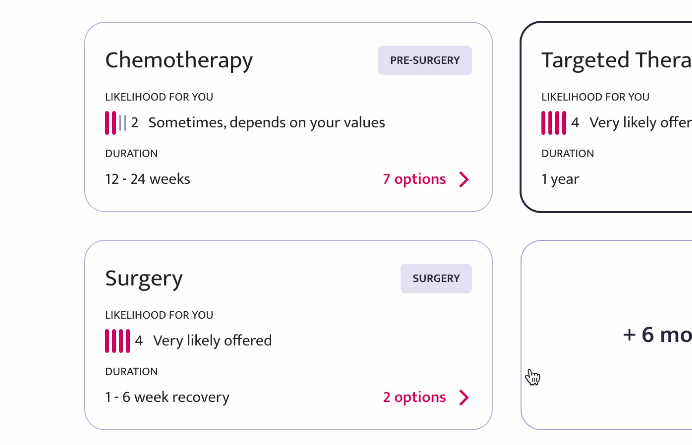 Chemotherapy
PRE-SURGERY
LIKELIHOOD FOR YOU
2 Sometimes, depends on your values
DURATION
12 - 24 weeks
7 options
Targeted Thera
LIKELIHOOD FOR YOU
4 Very likely offer
DURATION
1 year
Surgery
SURGERY
LIKELIHOOD FOR YOU
4 Very likely offered
DURATION
1 - 6 week recovery
2 options
+ 6 mo